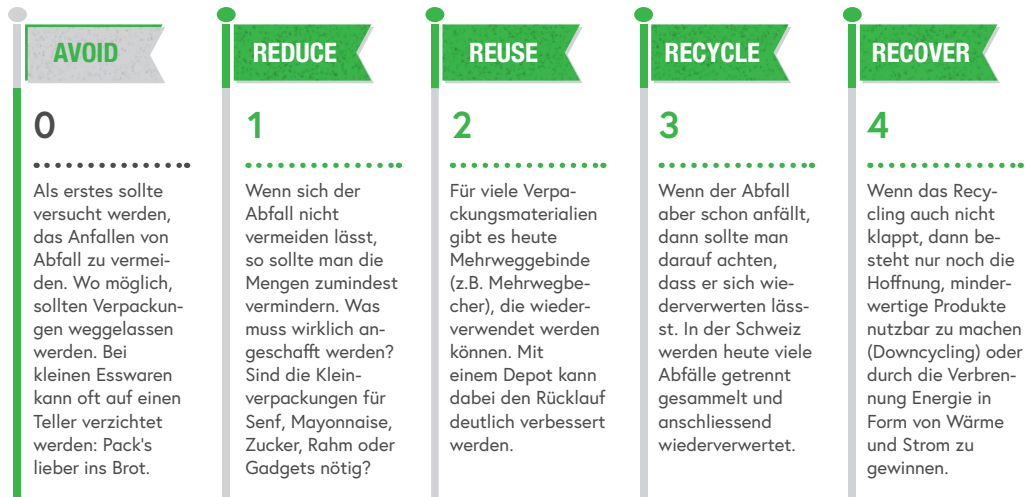 AVOID
0
Als erstes sollte
versucht werden,
das Anfallen von
Abfall zu vermei-
den. Wo möglich,
sollten Verpackun-
gen weggelassen
werden. Bei
kleinen Esswaren
kann oft auf einen
Teller verzichtet
werden: Pack's
lieber ins Brot.
REDUCE
1
Wenn sich der
Abfall nicht
vermeiden lässt,
so sollte man die
Mengen zumindest
vermindern. Was
muss wirklich an-
geschafft werden?
Sind die Klein-
verpackungen für
Senf, Mayonnaise,
Zucker, Rahm oder
Gadgets nötig?
REUSE
2
Für viele Verpa-
ckungsmaterialien
gibt es heute
Mehrweggebinde
(z.B. Mehrwegbe-
cher), die wieder-
verwendet werden
können. Mit
einem Depot kann
dabei den Rücklauf
deutlich verbessert
werden.
RECYCLE
3
Wenn der Abfall
aber schon anfällt,
dann sollte man
darauf achten,
dass er sich wie-
derverwerten läss-
st. In der Schweiz
werden heute viele
Abfälle getrennt
gesammelt und
anschliessend
wiederverwertet.
RECOVER
4
Wenn das Recy-
cling auch nicht
klappt, dann be-
steht nur noch die
Hoffnung, minder-
wertige Produkte
nutzbar zu machen
(Downcycling) oder
durch die Verbren-
nung Energie in
Form von Wärme
und Strom zu
gewinnen.